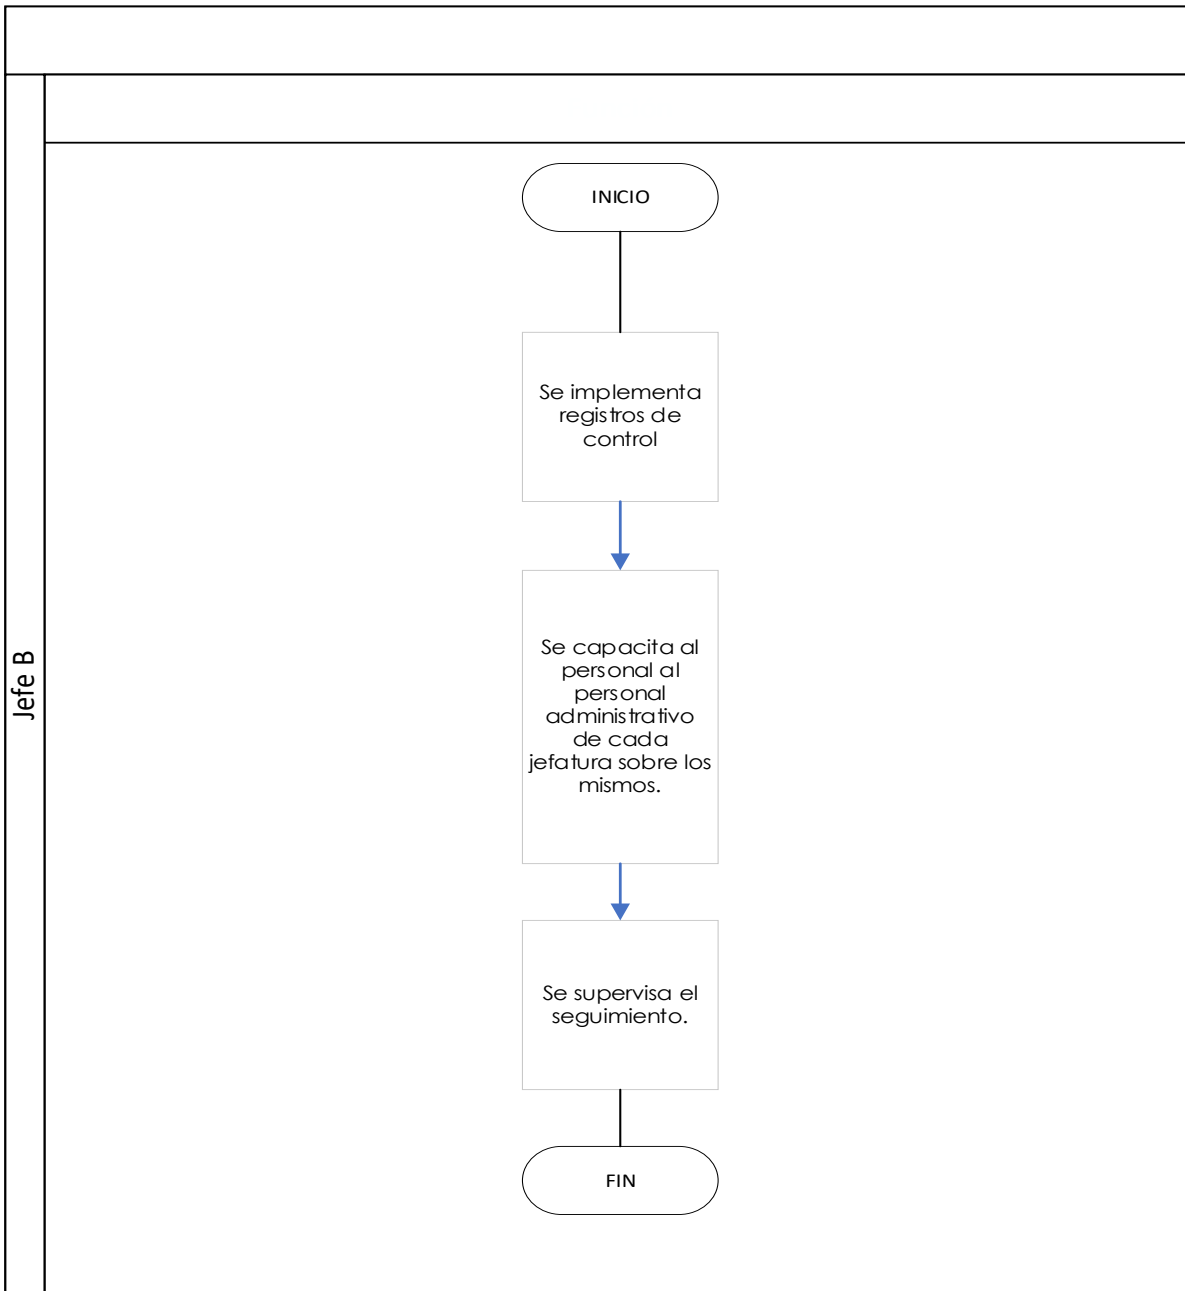 INICIO
Se implementa
registros de
control
Se capacita al
personal al
personal
administrativo
de cada
jefatura sobre los
mismos.
Jefe B
Se supervisa el
seguimiento.
FIN